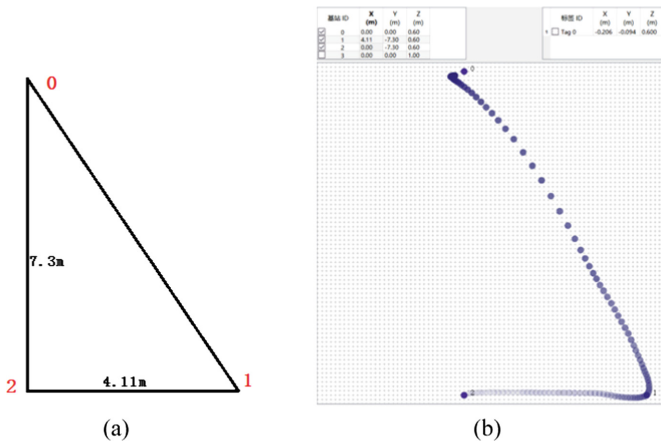 0
7.3m
2
4.11m
1
(a)
基站 ID
X
(m)
Y
(m)
Z
(m)
0 0.00 0.00 0.60
1 4.11 -7.30 0.60
2 0.00 -7.30 0.60
3 0.00 0.00 1.00
标签 ID
X
(m)
Y
(m)
Z
(m)
1 Tag 0 -0.206 -0.094 0.600
0
2
1
(b)